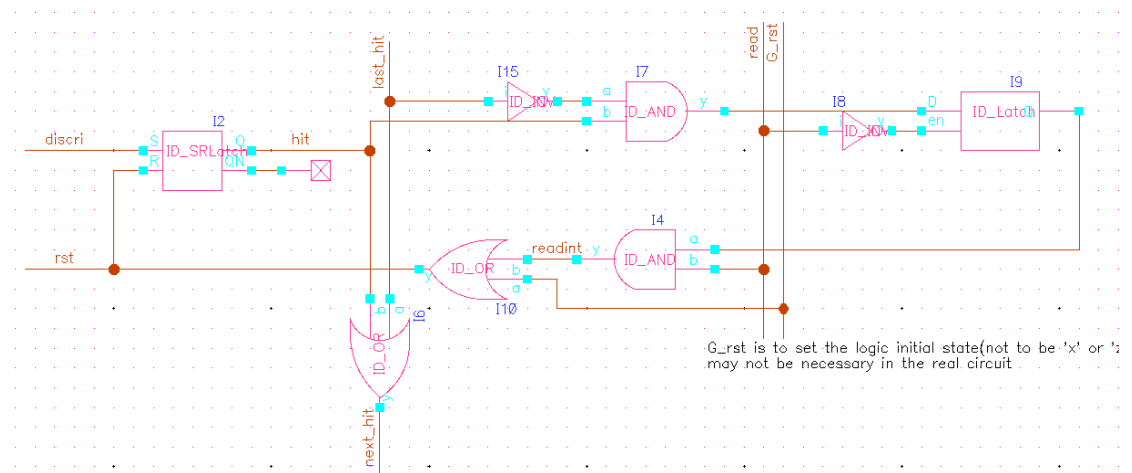 last_hit
read
G_rst
I15
I7
I9
I8
i
ID_INV
y
a
b
ID_AND
y
D
en
ID_Latch
Q
i
ID_INV
y
discri
I2
hit
S
R
ID_SRLatch
Q
QN
I4
a
b
ID_AND
y
readint
rst
ID_OR
b
a
y
I10
b
a
I6
ID_OR
y
next_hit
G_rst is to set the logic initial state(not to be 'x' or
may not be necessary in the real circuit